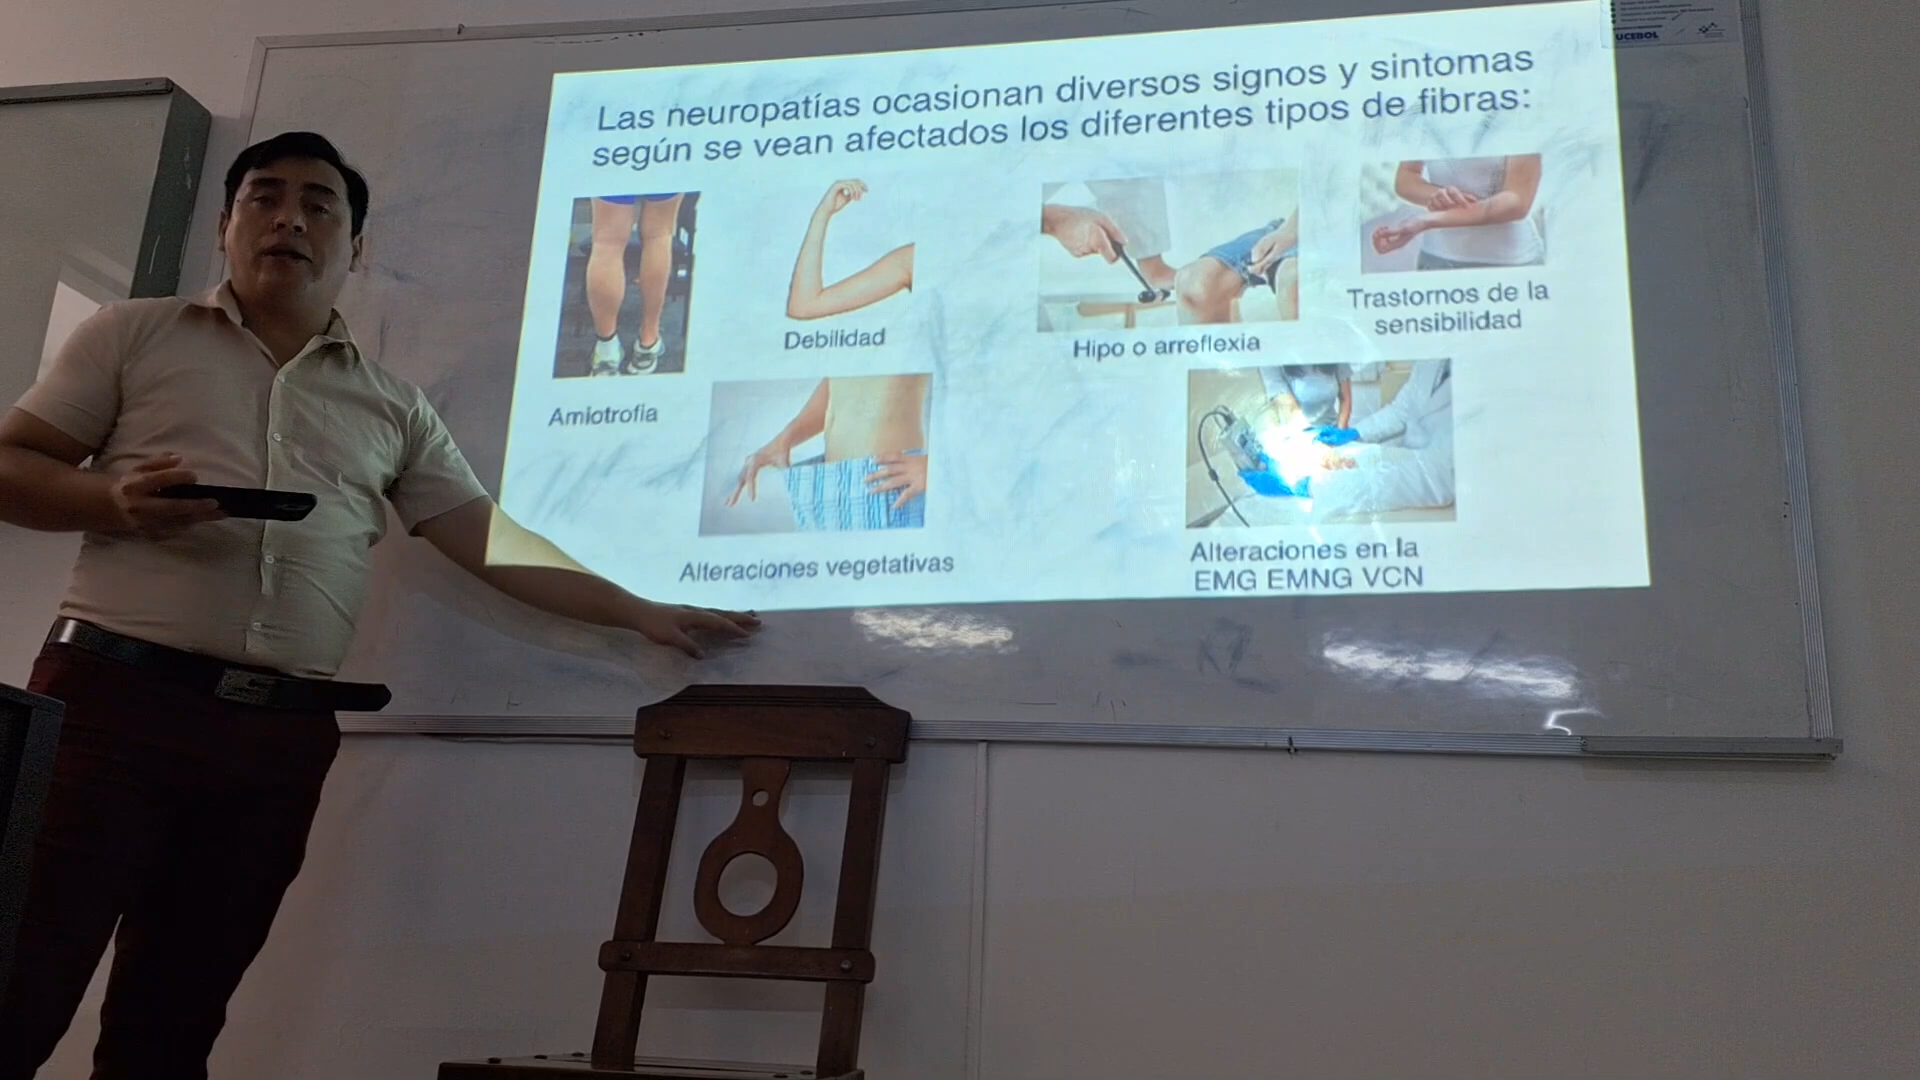 UCEBOL
Las neuropatías ocasionan diversos signos y sintomas
según se vean afectados los diferentes tipos de fibras:
Amiotrofia
Debilidad
Hipo o arreflexia
Trastornos de la
sensibilidad
Alteraciones vegetativas
Alteraciones en la
EMG EMNG VCN